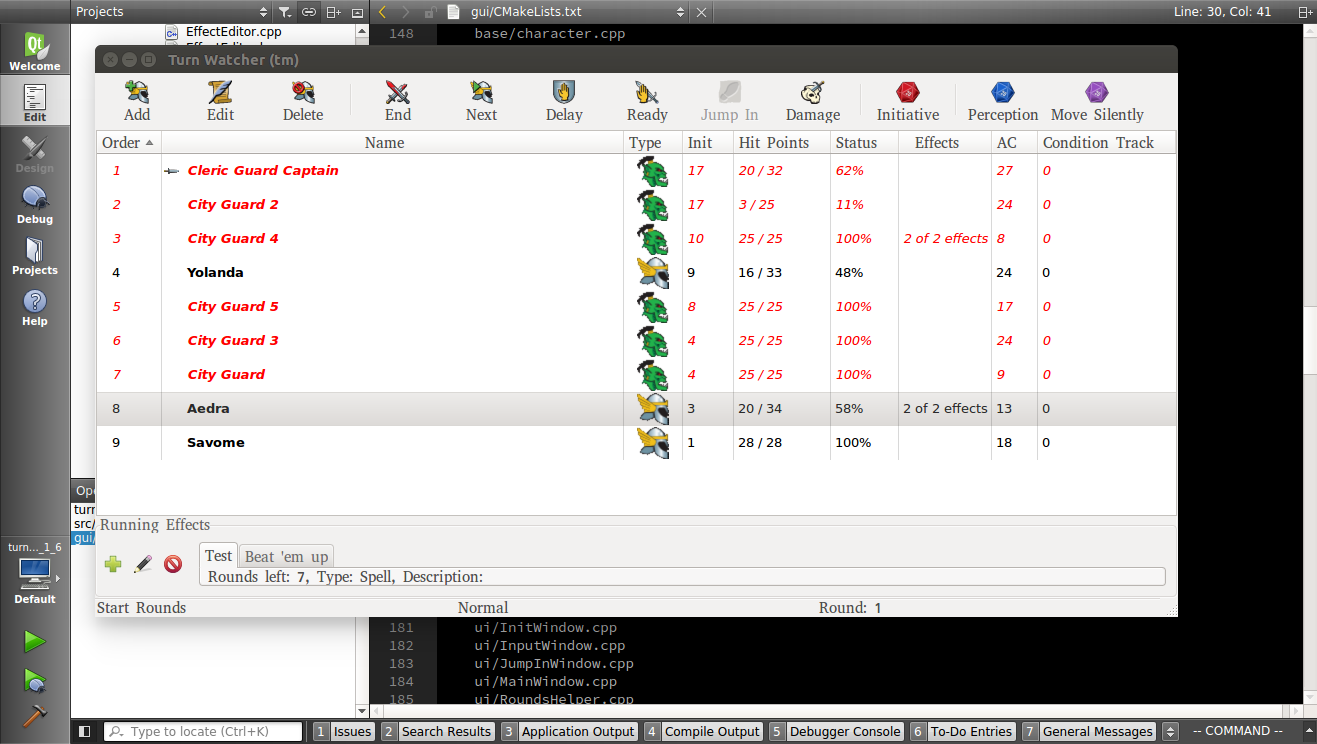 Projects
gui/CMakeLists.txt
Line: 30, Col: 41
EffectEditor.cpp
148 base/character.cpp
Qt
Welcome
Edit
Design
Debug
Projects
Help
turn..._1_6
Default
Turn Watcher (tm)
Add Edit Delete End Next Delay Ready Jump In Damage Initiative Perception Move Silently
Order Name Type Init Hit Points Status Effects AC Condition Track
1 Cleric Guard Captain 17 20 / 32 62% 27 0
2 City Guard 2 17 3 / 25 11% 24 0
3 City Guard 4 10 25 / 25 100% 2 of 2 effects 8 0
4 Yolanda 9 16 / 33 48% 24 0
5 City Guard 5 8 25 / 25 100% 17 0
6 City Guard 3 4 25 / 25 100% 24 0
7 City Guard 4 25 / 25 100% 9 0
8 Aedra 3 20 / 34 58% 2 of 2 effects 13 0
9 Savome 1 28 / 28 100% 18 0
Ope
turn
src/
gui/
Running Effects
Test Beat 'em up
Rounds left: 7, Type: Spell, Description:
Start Rounds Normal Round: 1
181 ui/InitWindow.cpp
182 ui/InputWindow.cpp
183 ui/JumpInWindow.cpp
184 ui/MainWindow.cpp
185 ui/RoundsHelper.cpp
Type to locate (Ctrl+K)
1 Issues 2 Search Results 3 Application Output 4 Compile Output 5 Debugger Console 6 To-Do Entries 7 General Messages -- COMMAND --